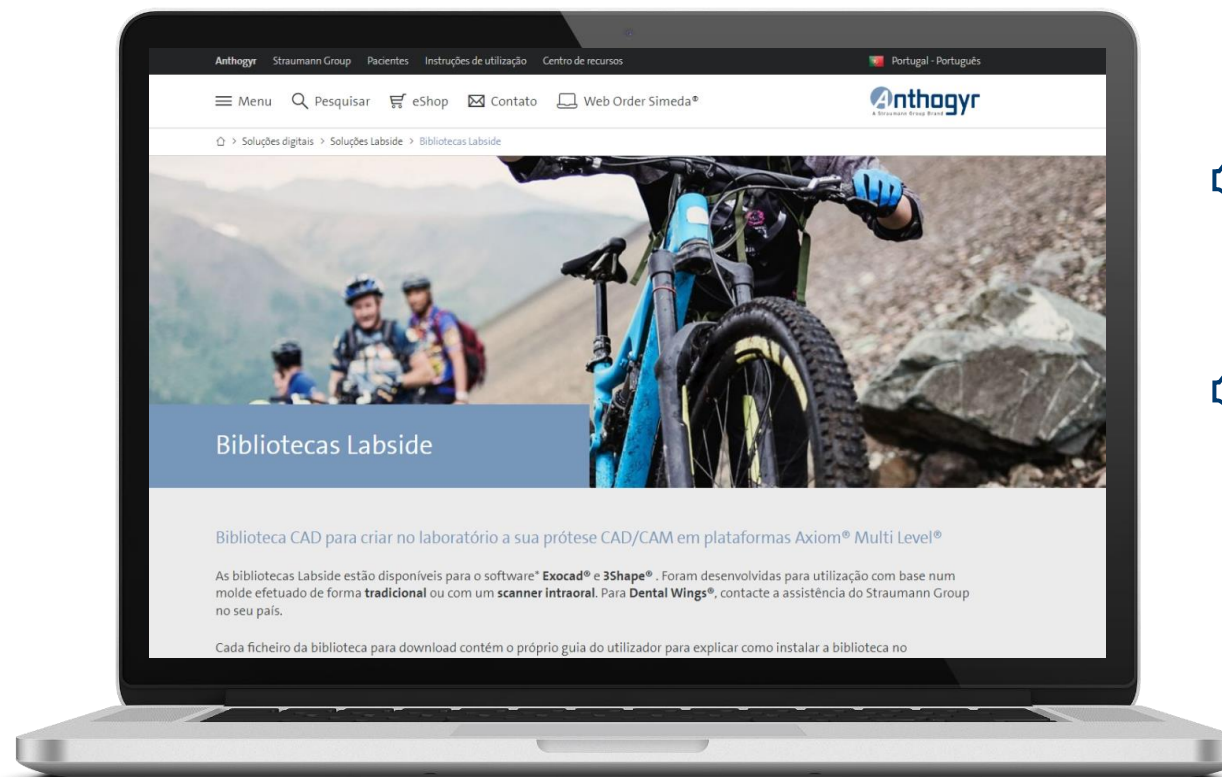 Anthogyr Straumann Group Pacientes Instruções de utilização Centro de recursos Portugal - Português
Menu Pesquisar eShop Contato Web Order Simeda®
Anthogyr
A Straumann Group Brand
> Soluções digitais > Soluções Labside > Bibliotecas Labside
Bibliotecas Labside
Biblioteca CAD para criar no laboratório a sua prótese CAD/CAM em plataformas Axiom® Multi Level®
As bibliotecas Labside estão disponíveis para o software* Exocad® e 3Shape® . Foram desenvolvidas para utilização com base num
molde efetuado de forma tradicional ou com um scanner intraoral. Para Dental Wings®, contacte a assistência do Straumann Group
no seu país.
Cada ficheiro da biblioteca para download contém o próprio guia do utilizador para explicar como instalar a biblioteca no